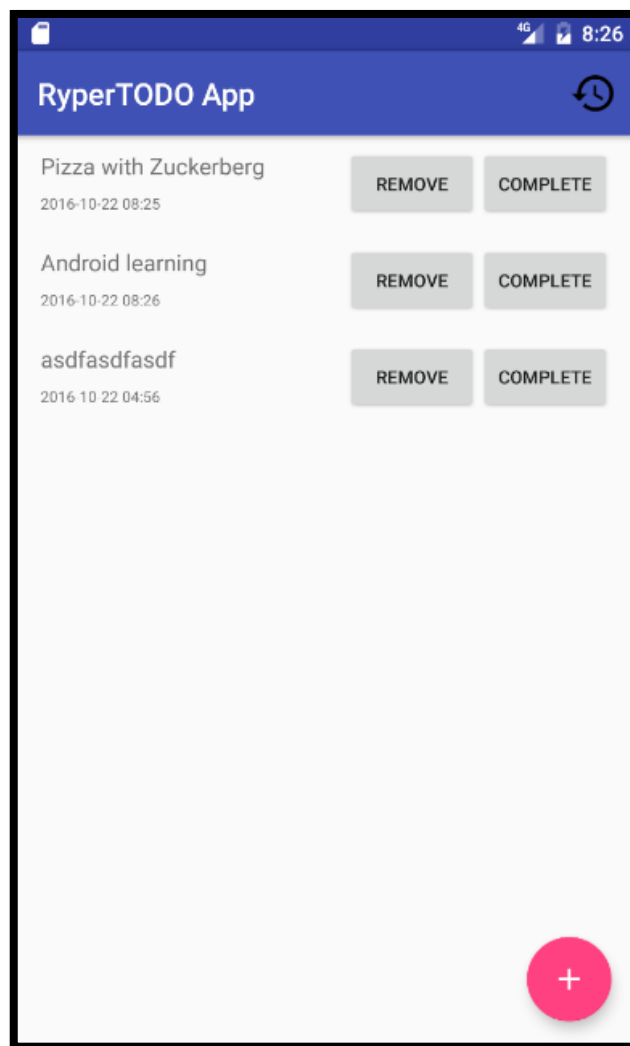 4G 8:26
RyperTODO App
Pizza with Zuckerberg
2016-10-22 08:25
REMOVE COMPLETE
Android learning
2016-10-22 08:26
REMOVE COMPLETE
asdfasdfasdf
2016-10-22 04:56
REMOVE COMPLETE
+